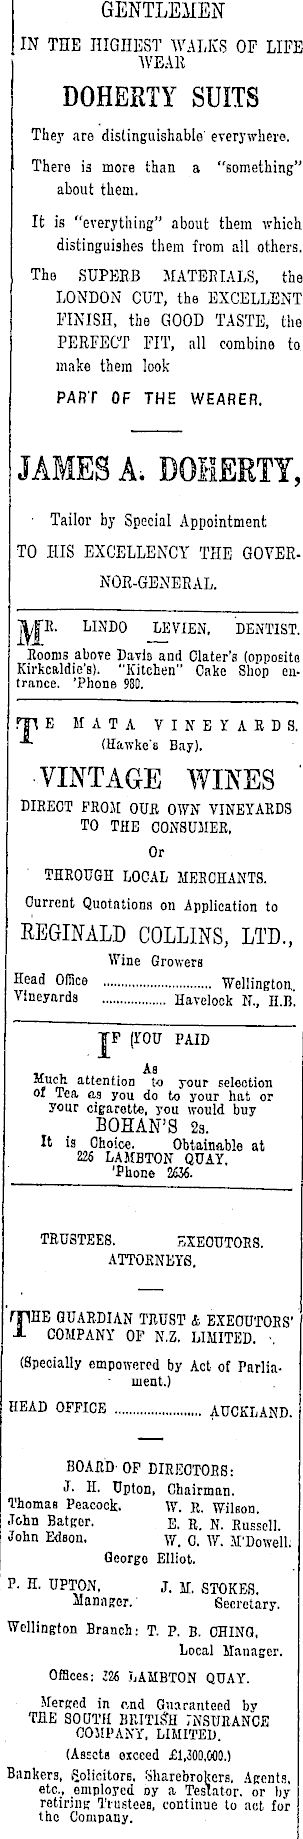 GENTLEMEN
IN THE HIGHEST WALKS OF LIFE
WEAR
DOHERTY SUITS
They are distinguishable everywhere.
There is more than a "something"
about them.
It is "everything" about them which
distinguishes them from all others.
The SUPERB MATERIALS, the
LONDON CUT, the EXCELLENT
FINISH, the GOOD TASTE, the
PERFECT FIT, all combine to
make them look
PART OF THE WEARER.
JAMES A. DOHERTY,
Tailor by Special Appointment
TO HIS EXCELLENCY THE GOVER-
NOR-GENERAL.
MR. LINDO LEVIEN, DENTIST.
Rooms above Davis and Clater's (opposite
Kirkcaldie's). "Kitchen" Cake Shop en-
trance. 'Phone 980.
TE MATA VINEYARDS.
(Hawke's Bay).
VINTAGE WINES
DIRECT FROM OUR OWN VINEYARDS
TO THE CONSUMER,
Or
THROUGH LOCAL MERCHANTS.
Current Quotations on Application to
REGINALD COLLINS, LTD.,
Wine Growers
Head Office .............................. Wellington.
Vineyards .................. Havelock N., H.B.
IF YOU PAID
As
Much attention to your selection
of Tea as you do to your hat or
your cigarette, you would buy
BOHAN'S 2s.
It is Choice. Obtainable at
226 LAMBTON QUAY.
'Phone 2636.
TRUSTEES. EXECUTORS.
ATTORNEYS.
THE GUARDIAN TRUST & EXECUTORS'
COMPANY OF N.Z. LIMITED.
(Specially empowered by Act of Parlia-
ment.)
HEAD OFFICE ........................ AUCKLAND.
BOARD OF DIRECTORS:
J. H. Upton, Chairman.
Thomas Peacock. W. R. Wilson.
John Batger. E. R. N. Russell.
John Edson. W. C. W. M'Dowell.
George Elliot.
P. H. UPTON, J. M. STOKES.
Manager. Secretary.
Wellington Branch: T. P. B. CHING,
Local Manager.
Offices: 326 LAMBTON QUAY.
Merged in and Guaranteed by
THE SOUTH BRITISH INSURANCE
COMPANY, LIMITED.
(Assets exceed £1,300,000.)
Bankers, Solicitors, Sharebrokers, Agents,
etc., employed by a Testator, or by
retiring Trustees, continue to act for
the Company.